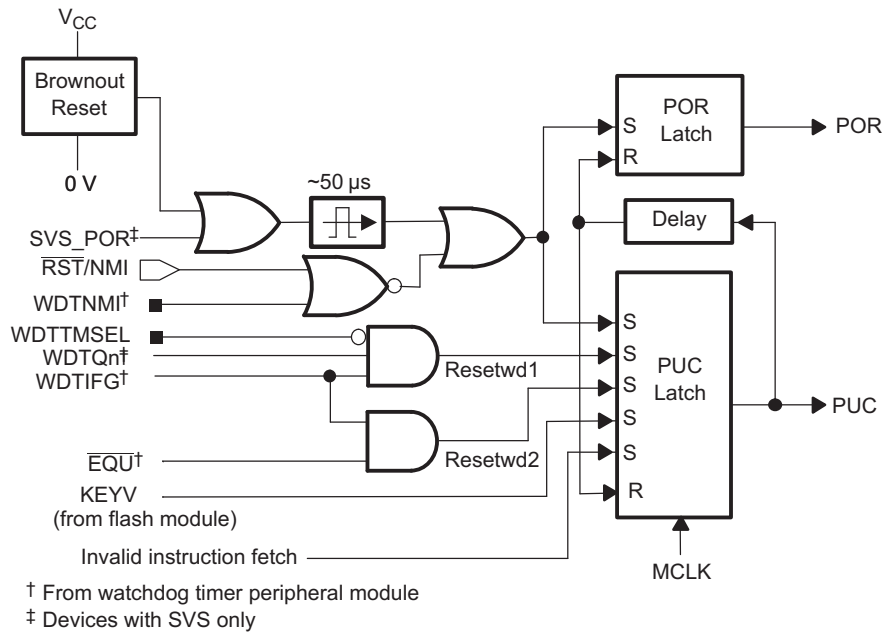 VCC
Brownout
Reset
0 V
~50 μs
SVS_POR‡
RST/NMI
WDTNMI†
WDTTMSEL
WDTQn‡
WDTIFG†
EQU†
KEYV
(from flash module)
Invalid instruction fetch
Resetwd1
Resetwd2
S
R
POR
Latch
POR
Delay
S
S
S
S
S
R
PUC
Latch
PUC
MCLK
† From watchdog timer peripheral module
‡ Devices with SVS only